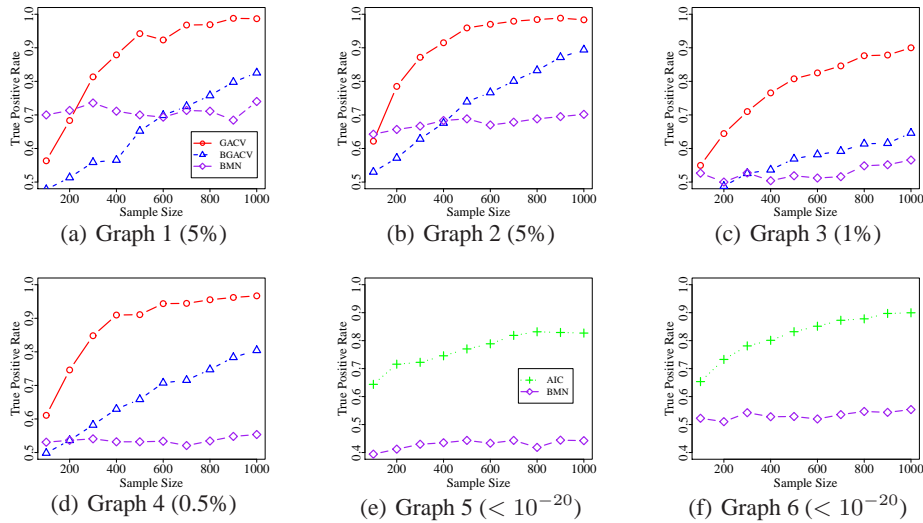 True Positive Rate
0.5 0.6 0.7 0.8 0.9 1.0
GACV
BGACV
BMN
200 400 600 800 1000
Sample Size
(a) Graph 1 (5%)
True Positive Rate
0.5 0.6 0.7 0.8 0.9 1.0
200 400 600 800 1000
Sample Size
(b) Graph 2 (5%)
True Positive Rate
0.5 0.6 0.7 0.8 0.9 1.0
200 400 600 800 1000
Sample Size
(c) Graph 3 (1%)
True Positive Rate
0.5 0.6 0.7 0.8 0.9 1.0
200 400 600 800 1000
Sample Size
(d) Graph 4 (0.5%)
True Positive Rate
0.4 0.5 0.6 0.7 0.8 0.9 1.0
AIC
BMN
200 400 600 800 1000
Sample Size
(e) Graph 5 (< 10⁻²⁰)
True Positive Rate
0.4 0.5 0.6 0.7 0.8 0.9 1.0
200 400 600 800 1000
Sample Size
(f) Graph 6 (< 10⁻²⁰)